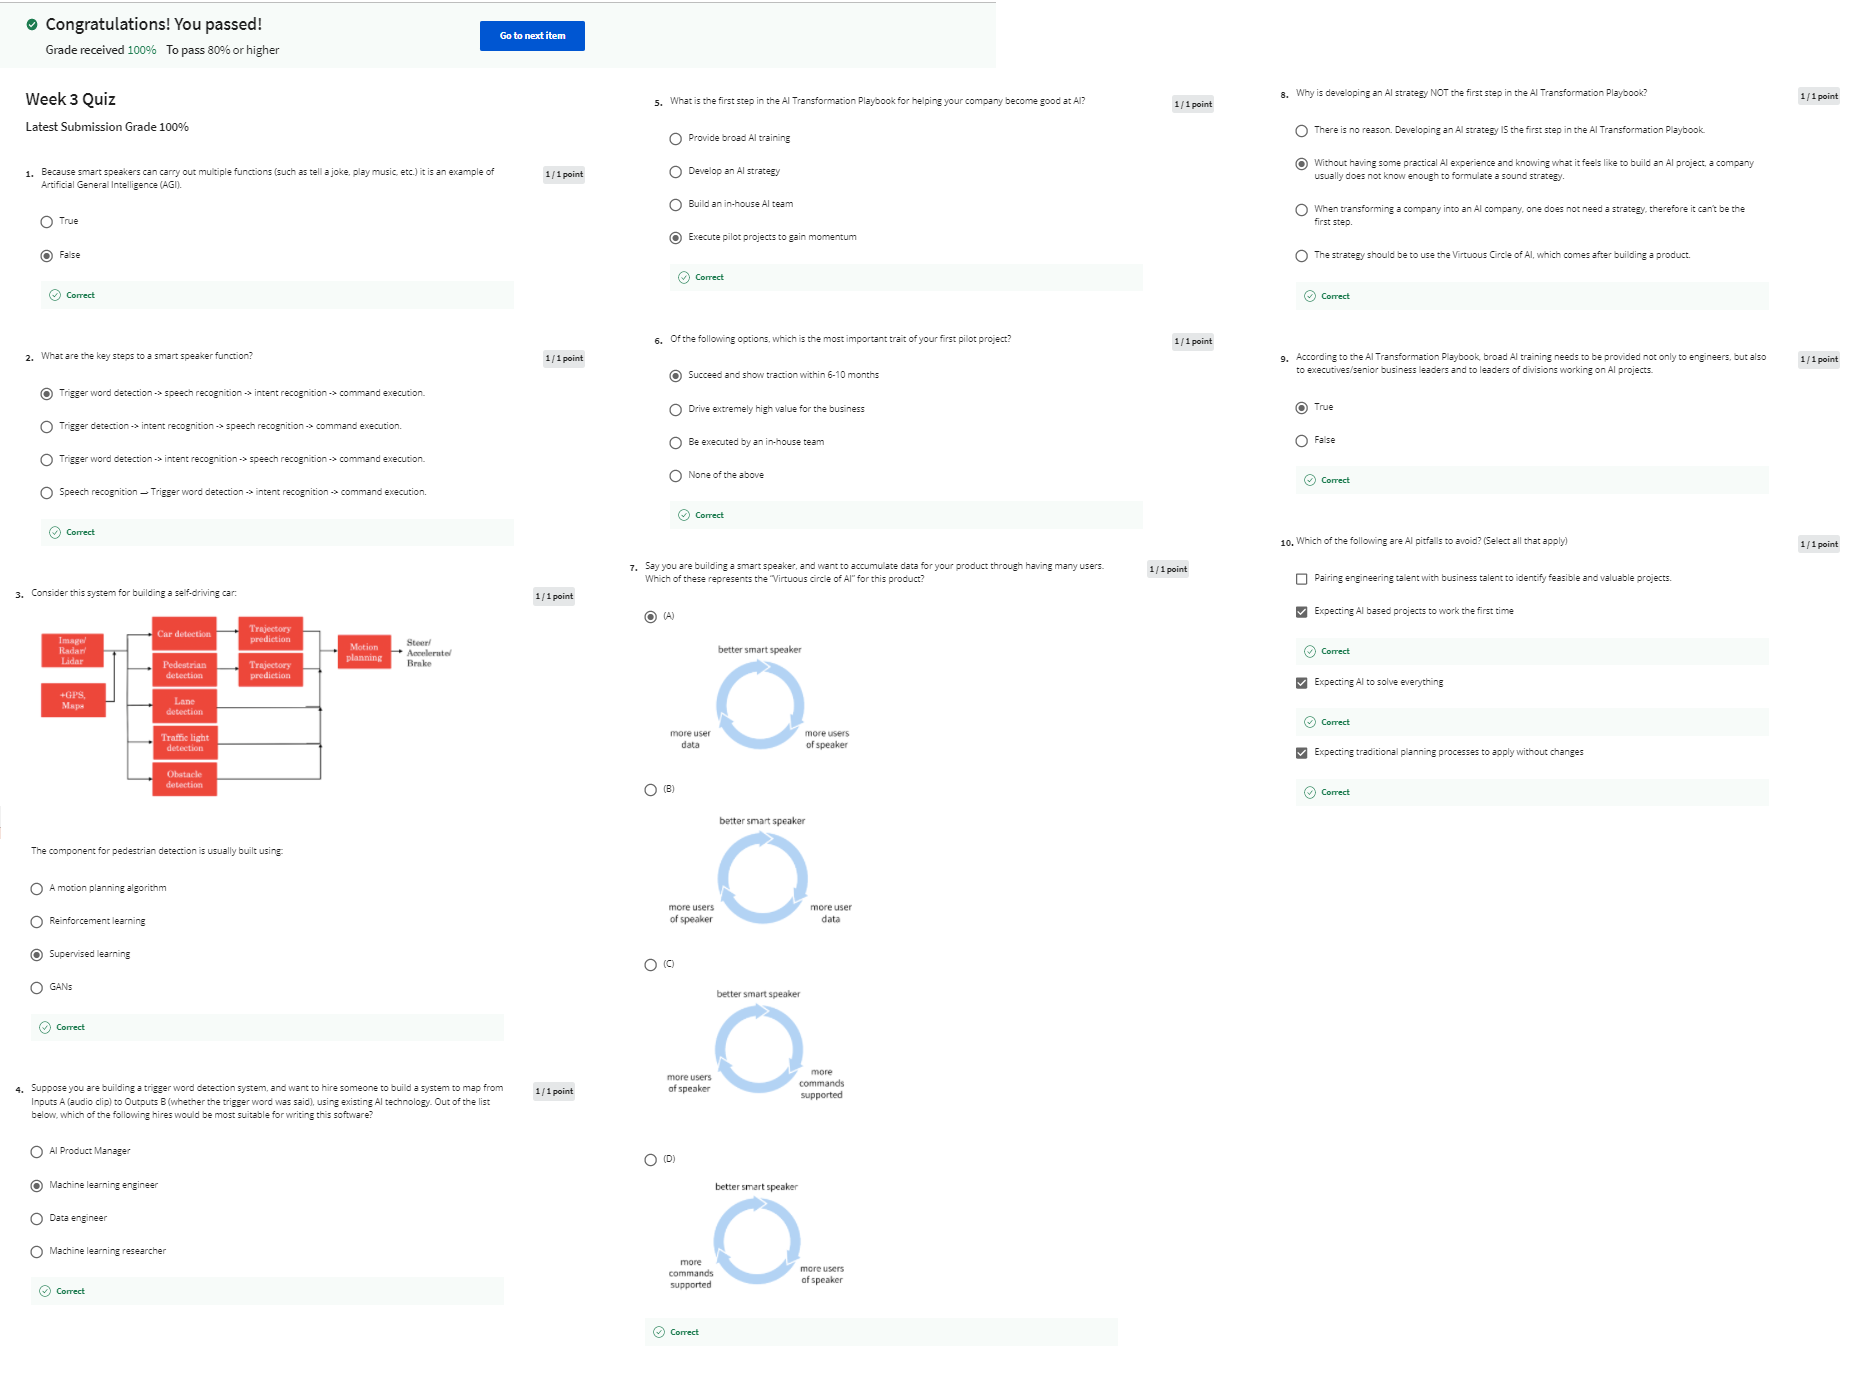 Congratulations! You passed!
Grade received 100% To pass 80% or higher
Go to next item
Week 3 Quiz
Latest Submission Grade 100%
1. Because smart speakers can carry out multiple functions (such as tell a joke, play music, etc.) it is an example of
Artificial General Intelligence (AGI).
1 / 1 point
True
False
Correct
2. What are the key steps to a smart speaker function?
1 / 1 point
Trigger word detection -> speech recognition -> intent recognition -> command execution.
Trigger detection -> intent recognition -> speech recognition -> command execution.
Trigger word detection -> intent recognition -> speech recognition -> command execution.
Speech recognition → Trigger word detection -> intent recognition -> command execution.
Correct
3. Consider this system for building a self-driving car:
1 / 1 point
Image/
Radar/
Lidar
+GPS,
Maps
Car detection
Pedestrian
detection
Lane
detection
Traffic light
detection
Obstacle
detection
Trajectory
prediction
Trajectory
prediction
Motion
planning
Steer/
Accelerate/
Brake
The component for pedestrian detection is usually built using:
A motion planning algorithm
Reinforcement learning
Supervised learning
GANs
Correct
4. Suppose you are building a trigger word detection system, and want to hire someone to build a system to map from
Inputs A (audio clip) to Outputs B (whether the trigger word was said), using existing AI technology. Out of the list
below, which of the following hires would be most suitable for writing this software?
1 / 1 point
AI Product Manager
Machine learning engineer
Data engineer
Machine learning researcher
Correct
5. What is the first step in the AI Transformation Playbook for helping your company become good at AI?
1 / 1 point
Provide broad AI training
Develop an AI strategy
Build an in-house AI team
Execute pilot projects to gain momentum
Correct
6. Of the following options, which is the most important trait of your first pilot project?
1 / 1 point
Succeed and show traction within 6-10 months
Drive extremely high value for the business
Be executed by an in-house team
None of the above
Correct
7. Say you are building a smart speaker, and want to accumulate data for your product through having many users.
Which of these represents the "Virtuous circle of AI" for this product?
1 / 1 point
(A)
better smart speaker
more user
data
more users
of speaker
(B)
better smart speaker
more users
of speaker
more user
data
(C)
better smart speaker
more users
of speaker
more
commands
supported
(D)
better smart speaker
more
commands
supported
more users
of speaker
Correct
8. Why is developing an AI strategy NOT the first step in the AI Transformation Playbook?
1 / 1 point
There is no reason. Developing an AI strategy IS the first step in the AI Transformation Playbook.
Without having some practical AI experience and knowing what it feels like to build an AI project, a company
usually does not know enough to formulate a sound strategy.
When transforming a company into an AI company, one does not need a strategy, therefore it can't be the
first step.
The strategy should be to use the Virtuous Circle of AI, which comes after building a product.
Correct
9. According to the AI Transformation Playbook, broad AI training needs to be provided not only to engineers, but also
to executives/senior business leaders and to leaders of divisions working on AI projects.
1 / 1 point
True
False
Correct
10. Which of the following are AI pitfalls to avoid? (Select all that apply)
1 / 1 point
Pairing engineering talent with business talent to identify feasible and valuable projects.
Expecting AI based projects to work the first time
Correct
Expecting AI to solve everything
Correct
Expecting traditional planning processes to apply without changes
Correct